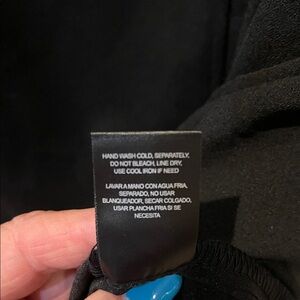 HAND WASH COLD, SEPARATELY,
DO NOT BLEACH, LINE DRY,
USE COOL IRON IF NEED
LAVAR A MANO CON AGUA FRIA,
SEPARADO, NO USAR
BLANQUEADOR, SECAR COLGADO,
USAR PLANCHA FRIA SI SE
NECESITA